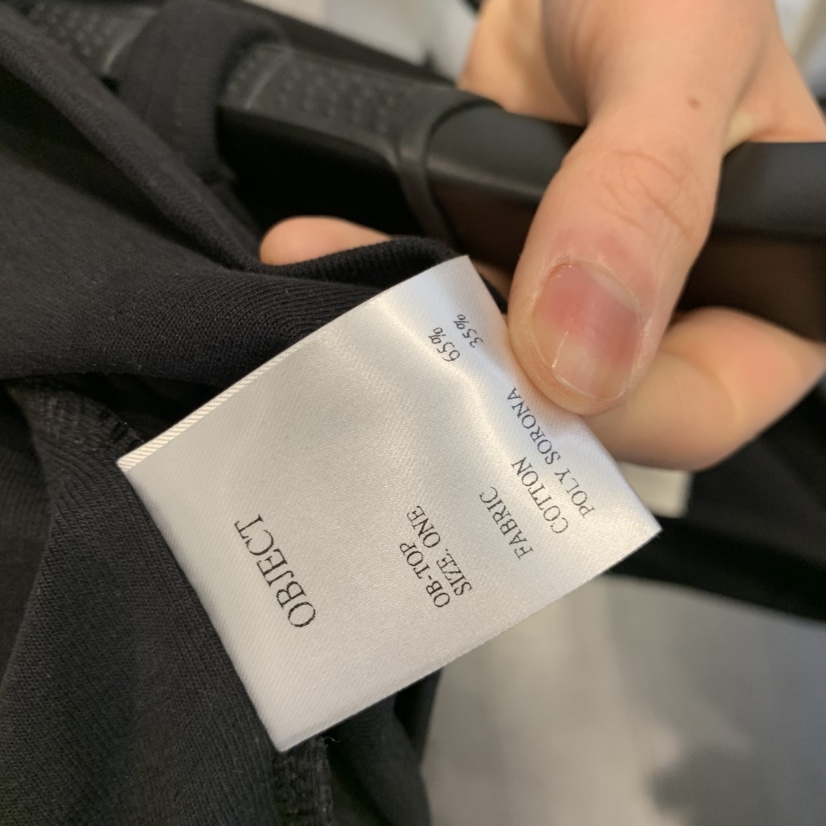 OBJECT
OB-TOP
SIZE. ONE
FABRIC
COTTON 65%
POLY SORONA 35%